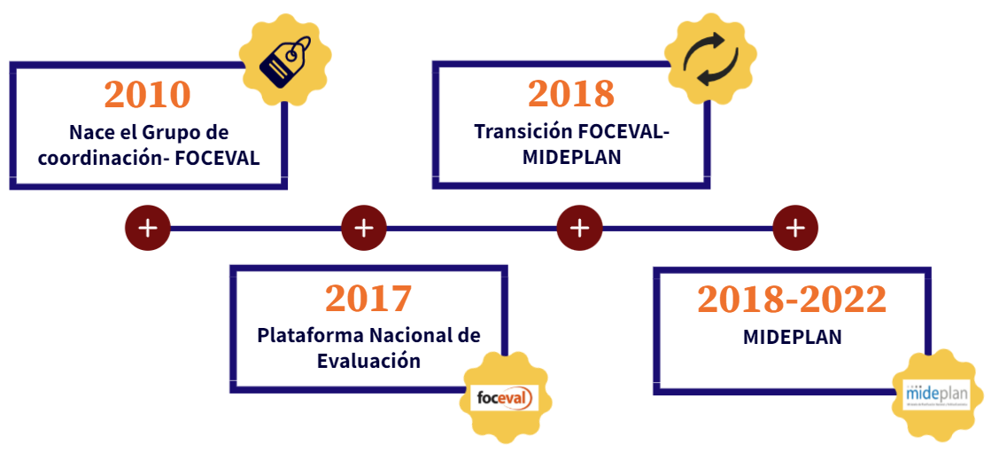 2010
Nace el Grupo de
coordinación- FOCEVAL
2017
Plataforma Nacional de
Evaluación
foceval
2018
Transición FOCEVAL-
MIDEPLAN
2018-2022
MIDEPLAN
mideplan